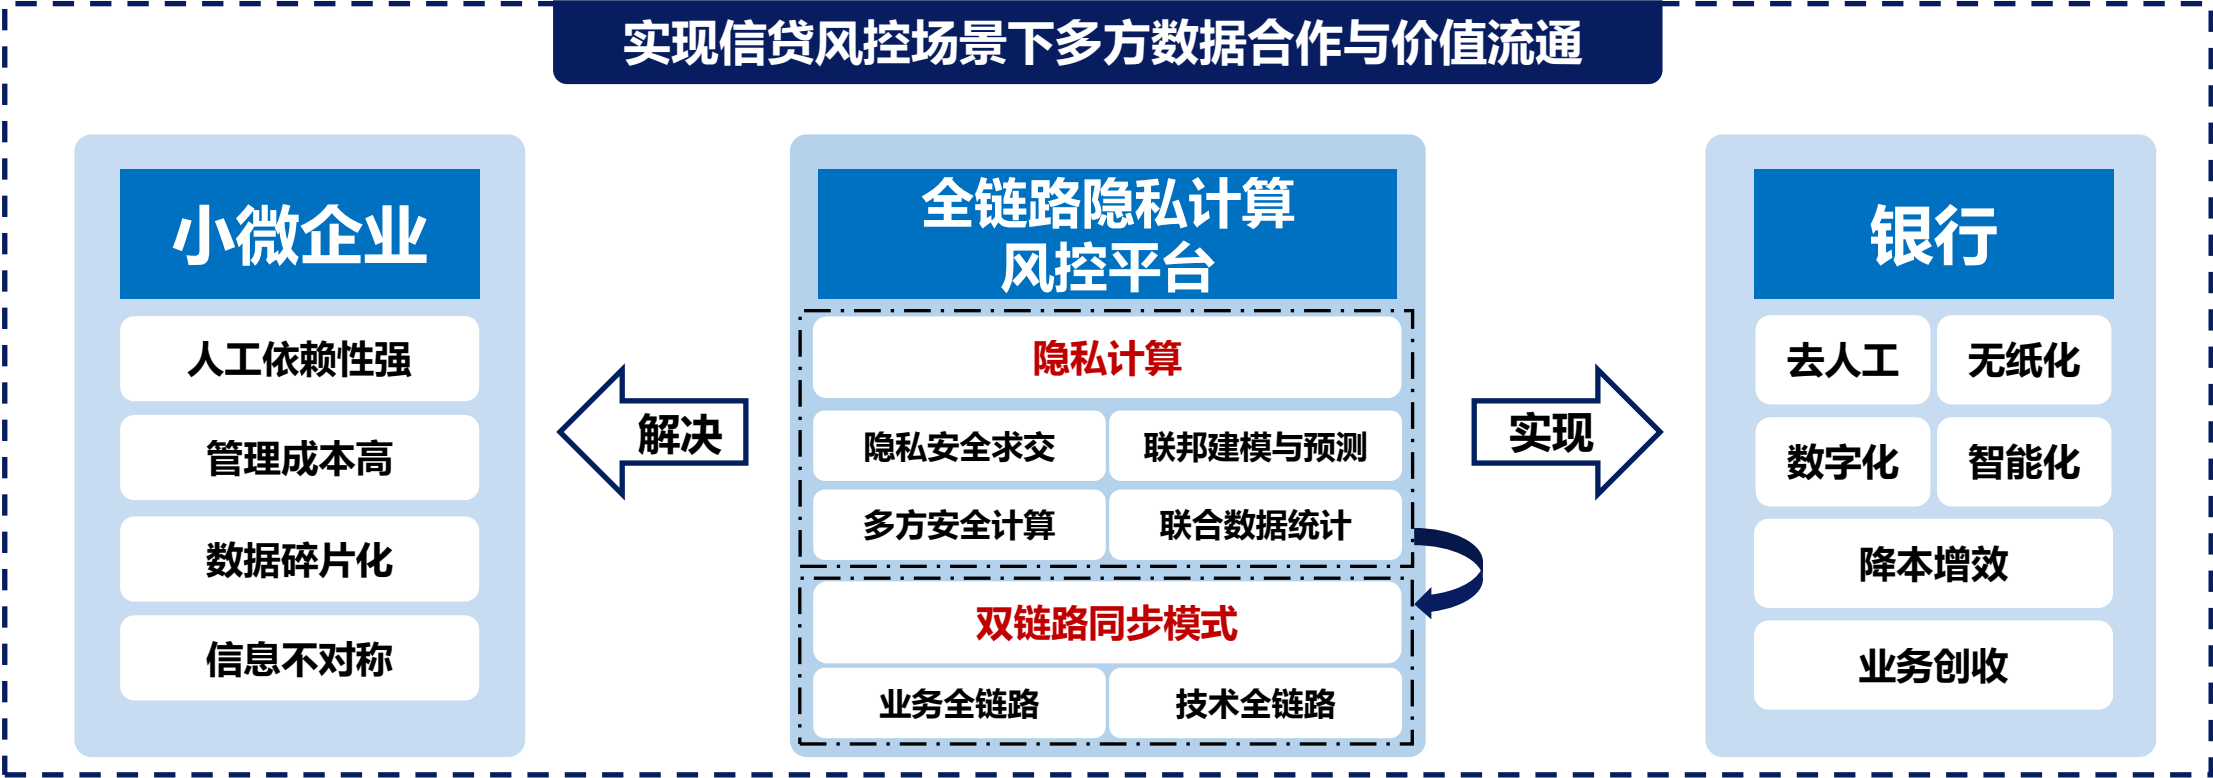 实现信贷风控场景下多方数据合作与价值流通
小微企业
人工依赖性强
管理成本高
数据碎片化
信息不对称
解决
全链路隐私计算
风控平台
隐私计算
隐私安全求交
联邦建模与预测
多方安全计算
联合数据统计
双链路同步模式
业务全链路
技术全链路
实现
银行
去人工
无纸化
数字化
智能化
降本增效
业务创收